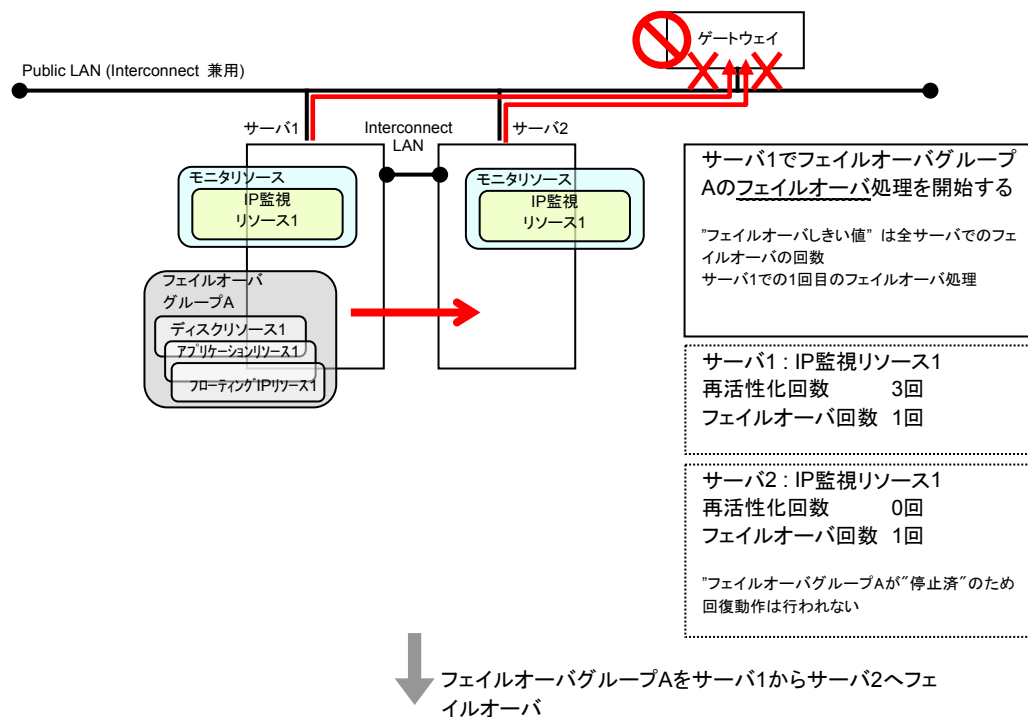 ゲートウェイ
Public LAN (Interconnect 兼用)
サーバ1
Interconnect
LAN
サーバ2
モニタリソース
IP監視
リソース1
モニタリソース
IP監視
リソース1
フェイルオーバ
グループA
ディスクリソース1
アプリケーションリソース1
フローティングIPリソース1
サーバ1でフェイルオーバグループ
Aのフェイルオーバ処理を開始する
"フェイルオーバしきい値" は全サーバでのフェ
イルオーバの回数
サーバ1での1回目のフェイルオーバ処理
サーバ1 : IP監視リソース1
再活性化回数 3回
フェイルオーバ回数 1回
サーバ2 : IP監視リソース1
再活性化回数 0回
フェイルオーバ回数 1回
"フェイルオーバグループAが"停止済"のため
回復動作は行われない
フェイルオーバグループAをサーバ1からサーバ2へフェ
イルオーバ